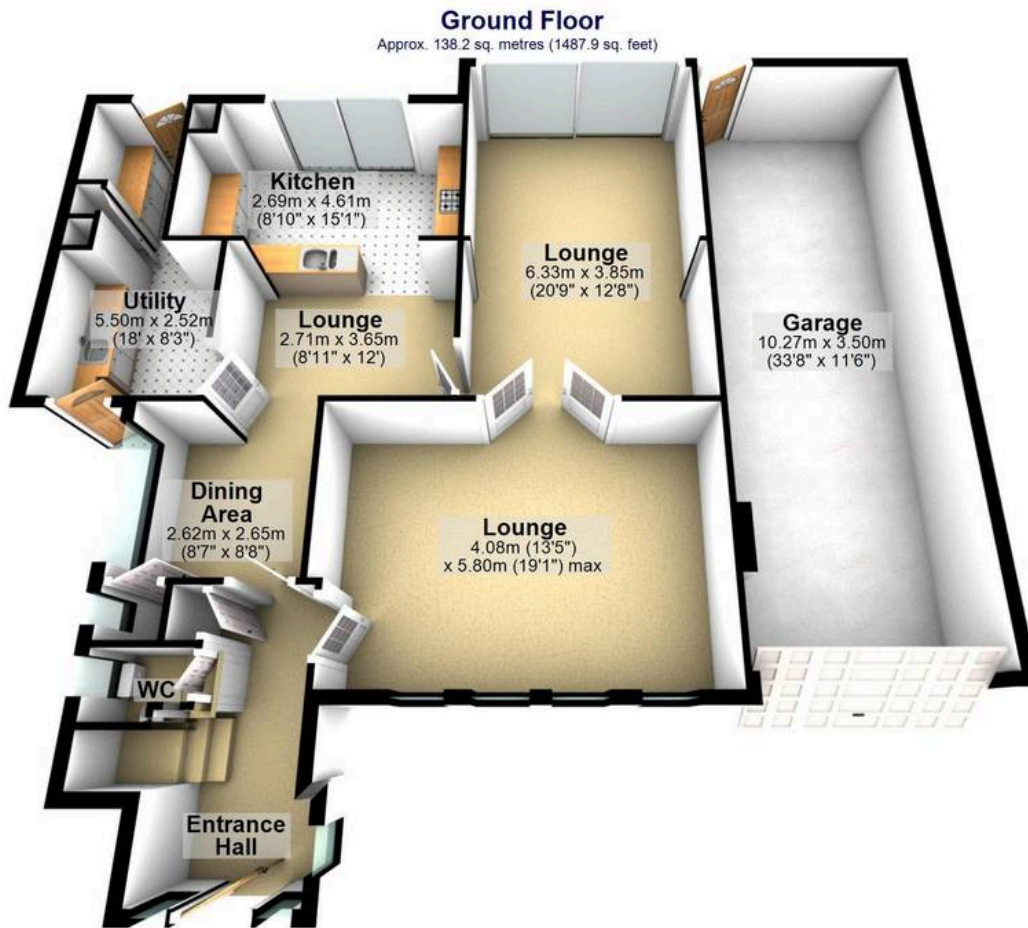 Ground Floor
Approx. 138.2 sq. metres (1487.9 sq. feet)
Kitchen
2.69m x 4.61m
(8'10" x 15'1")
Lounge
6.33m x 3.85m
(20'9" x 12'8")
Utility
5.50m x 2.52m
(18' x 8'3")
Lounge
2.71m x 3.65m
(8'11" x 12')
Garage
10.27m x 3.50m
(33'8" x 11'6")
Dining
Area
2.62m x 2.65m
(8'7" x 8'8")
Lounge
4.08m (13'5")
x 5.80m (19'1") max
WC
Entrance
Hall